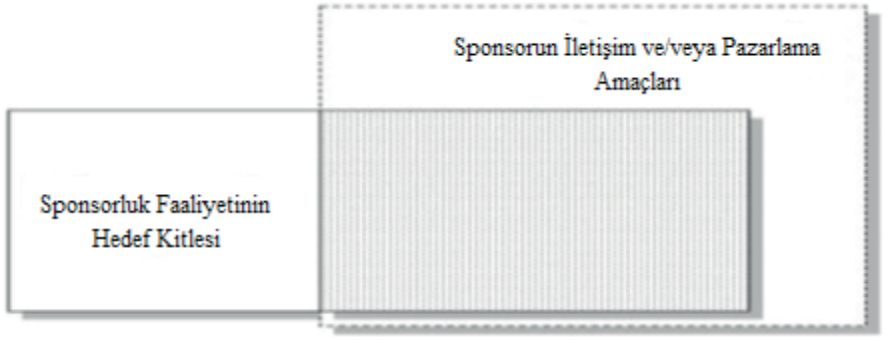 Sponsorun İletişim ve/veya Pazarlama
Amaçları
Sponsorluk Faaliyetinin
Hedef Kitlesi